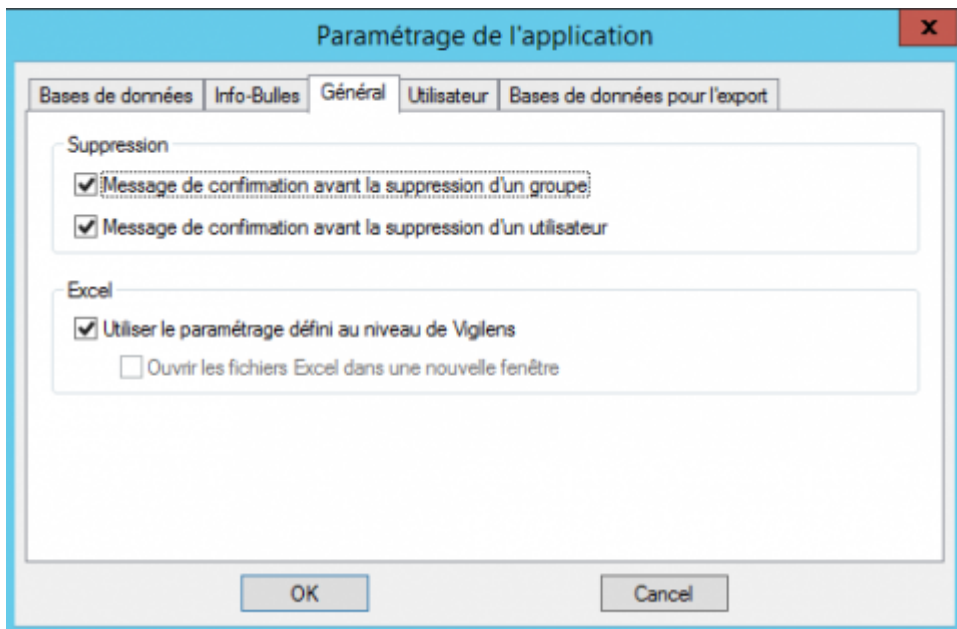 Paramétrage de l'application
x
Bases de données Info-Bulles Général Utilisateur Bases de données pour l'export
Suppression
Message de confirmation avant la suppression d'un groupe
Message de confirmation avant la suppression d'un utilisateur
Excel
Utiliser le paramétrage défini au niveau de Vigilens
Ouvrir les fichiers Excel dans une nouvelle fenêtre
OK Cancel